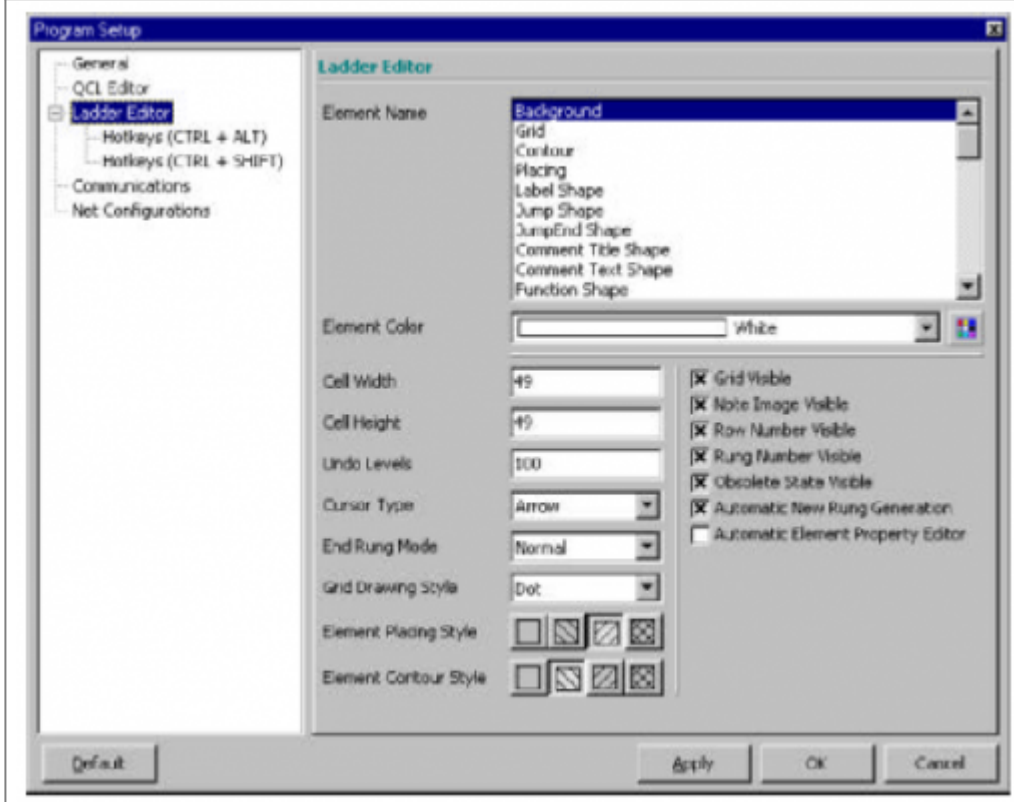 Program Setup
General
QCL Editor
Ladder Editor
Hotkeys (CTRL + ALT)
Hotkeys (CTRL + SHIFT)
Communications
Net Configurations
Ladder Editor
Element Name
Background
Grid
Contour
Placing
Label Shape
Jump Shape
JumpEnd Shape
Comment Title Shape
Comment Text Shape
Function Shape
Element Color
White
Cell Width
49
Cell Height
49
Undo Levels
100
Cursor Type
Arrow
End Rung Mode
Normal
Grid Drawing Style
Dot
Element Placing Style
Element Contour Style
Grid Visible
Note Image Visible
Row Number Visible
Rung Number Visible
Obsolete State Visible
Automatic New Rung Generation
Automatic Element Property Editor
Default
Apply
OK
Cancel